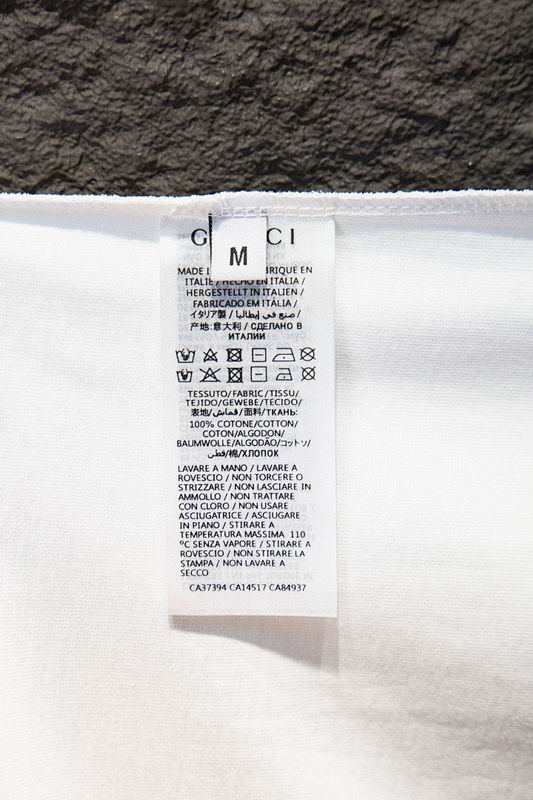 G CI
M
MADE I BRIQUE EN
ITALIE / HECHO EN ITALIA /
HERGESTELLT IN ITALIEN /
FABRICADO EM ITÁLIA /
イタリア製 / صنع في إيطاليا /
产地:意大利 / СДЕЛАНО В
ИТАЛИИ
TESSUTO/FABRIC/TISSU/
TEJIDO/GEWEBE/TECIDO/
表地/قماش/面料/ТКАНЬ:
100% COTONE/COTTON/
COTON/ALGODON/
BAUMWOLLE/ALGODÃO/コットン/
قطن/棉/ХЛОПОК
LAVARE A MANO / LAVARE A
ROVESCIO / NON TORCERE O
STRIZZARE / NON LASCIARE IN
AMMOLLO / NON TRATTARE
CON CLORO / NON USARE
ASCIUGATRICE / ASCIUGARE
IN PIANO / STIRARE A
TEMPERATURA MASSIMA 110
°C SENZA VAPORE / STIRARE A
ROVESCIO / NON STIRARE LA
STAMPA / NON LAVARE A
SECCO
CA37394 CA14517 CA84937